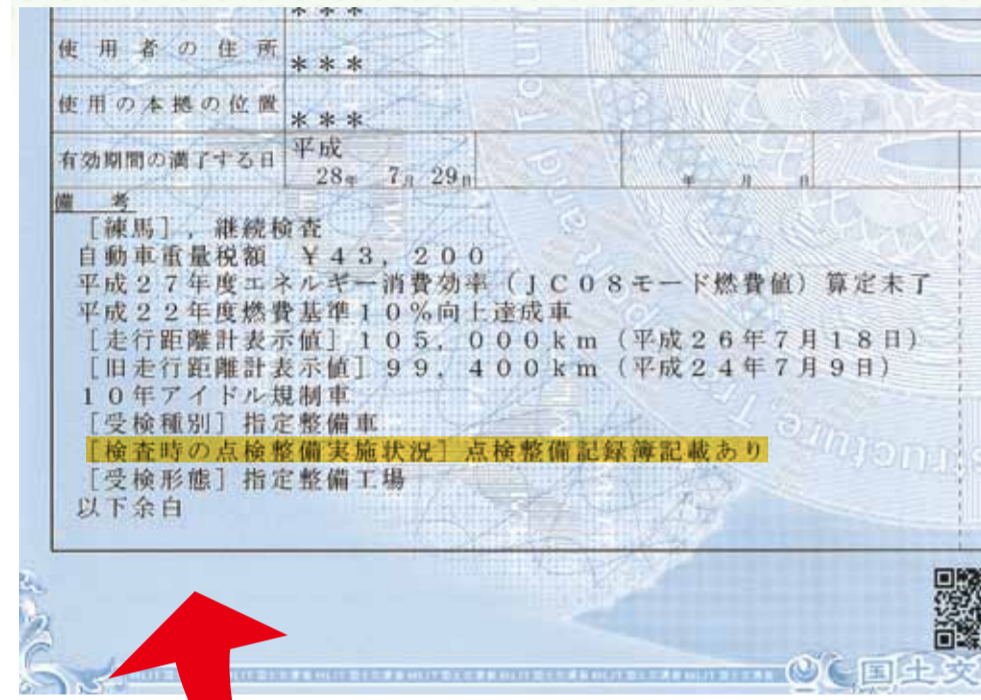 ＊＊＊
使用者の住所 ＊＊＊
使用の本拠の位置 ＊＊＊
有効期間の満了する日 平成 28年 7月 29日 年 月 日
備考
［練馬］，継続検査
自動車重量税額 ￥４３，２００
平成２７年度エネルギー消費効率（ＪＣ０８モード燃費値）算定未了
平成２２年度燃費基準１０％向上達成車
［走行距離計表示値］１０５，０００ｋｍ（平成２６年７月１８日）
［旧走行距離計表示値］９９，４００ｋｍ（平成２４年７月９日）
１０年アイドル規制車
［受検種別］指定整備車
［検査時の点検整備実施状況］点検整備記録簿記載あり
［受検形態］指定整備工場
以下余白
国土交